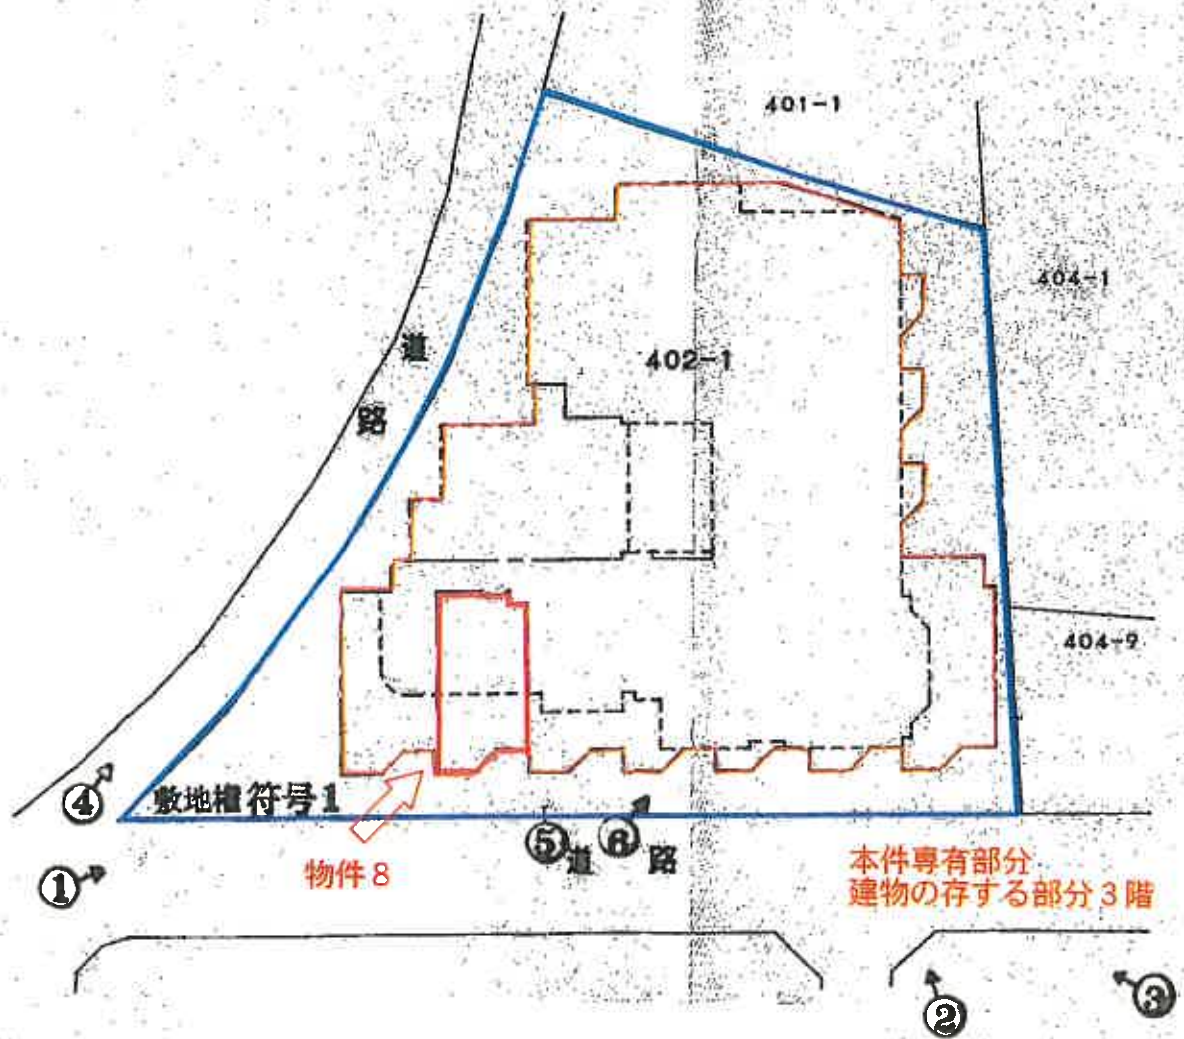 401-1
404-1
道
路
402-1
404-9
④
敷地権符号1
⑤
道
⑥
路
物件8
①
本件専有部分
建物の存する部分3階
③
②